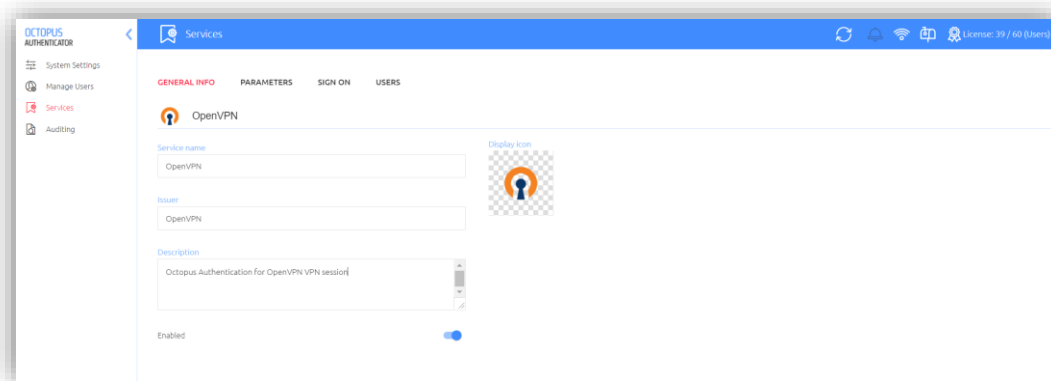 OCTOPUS
AUTHENTICATOR
System Settings
Manage Users
Services
Auditing
Services
License: 39 / 60 (Users)
GENERAL INFO PARAMETERS SIGN ON USERS
OpenVPN
Service name
OpenVPN
Display icon
Issuer
OpenVPN
Description
Octopus Authentication for OpenVPN VPN session
Enabled